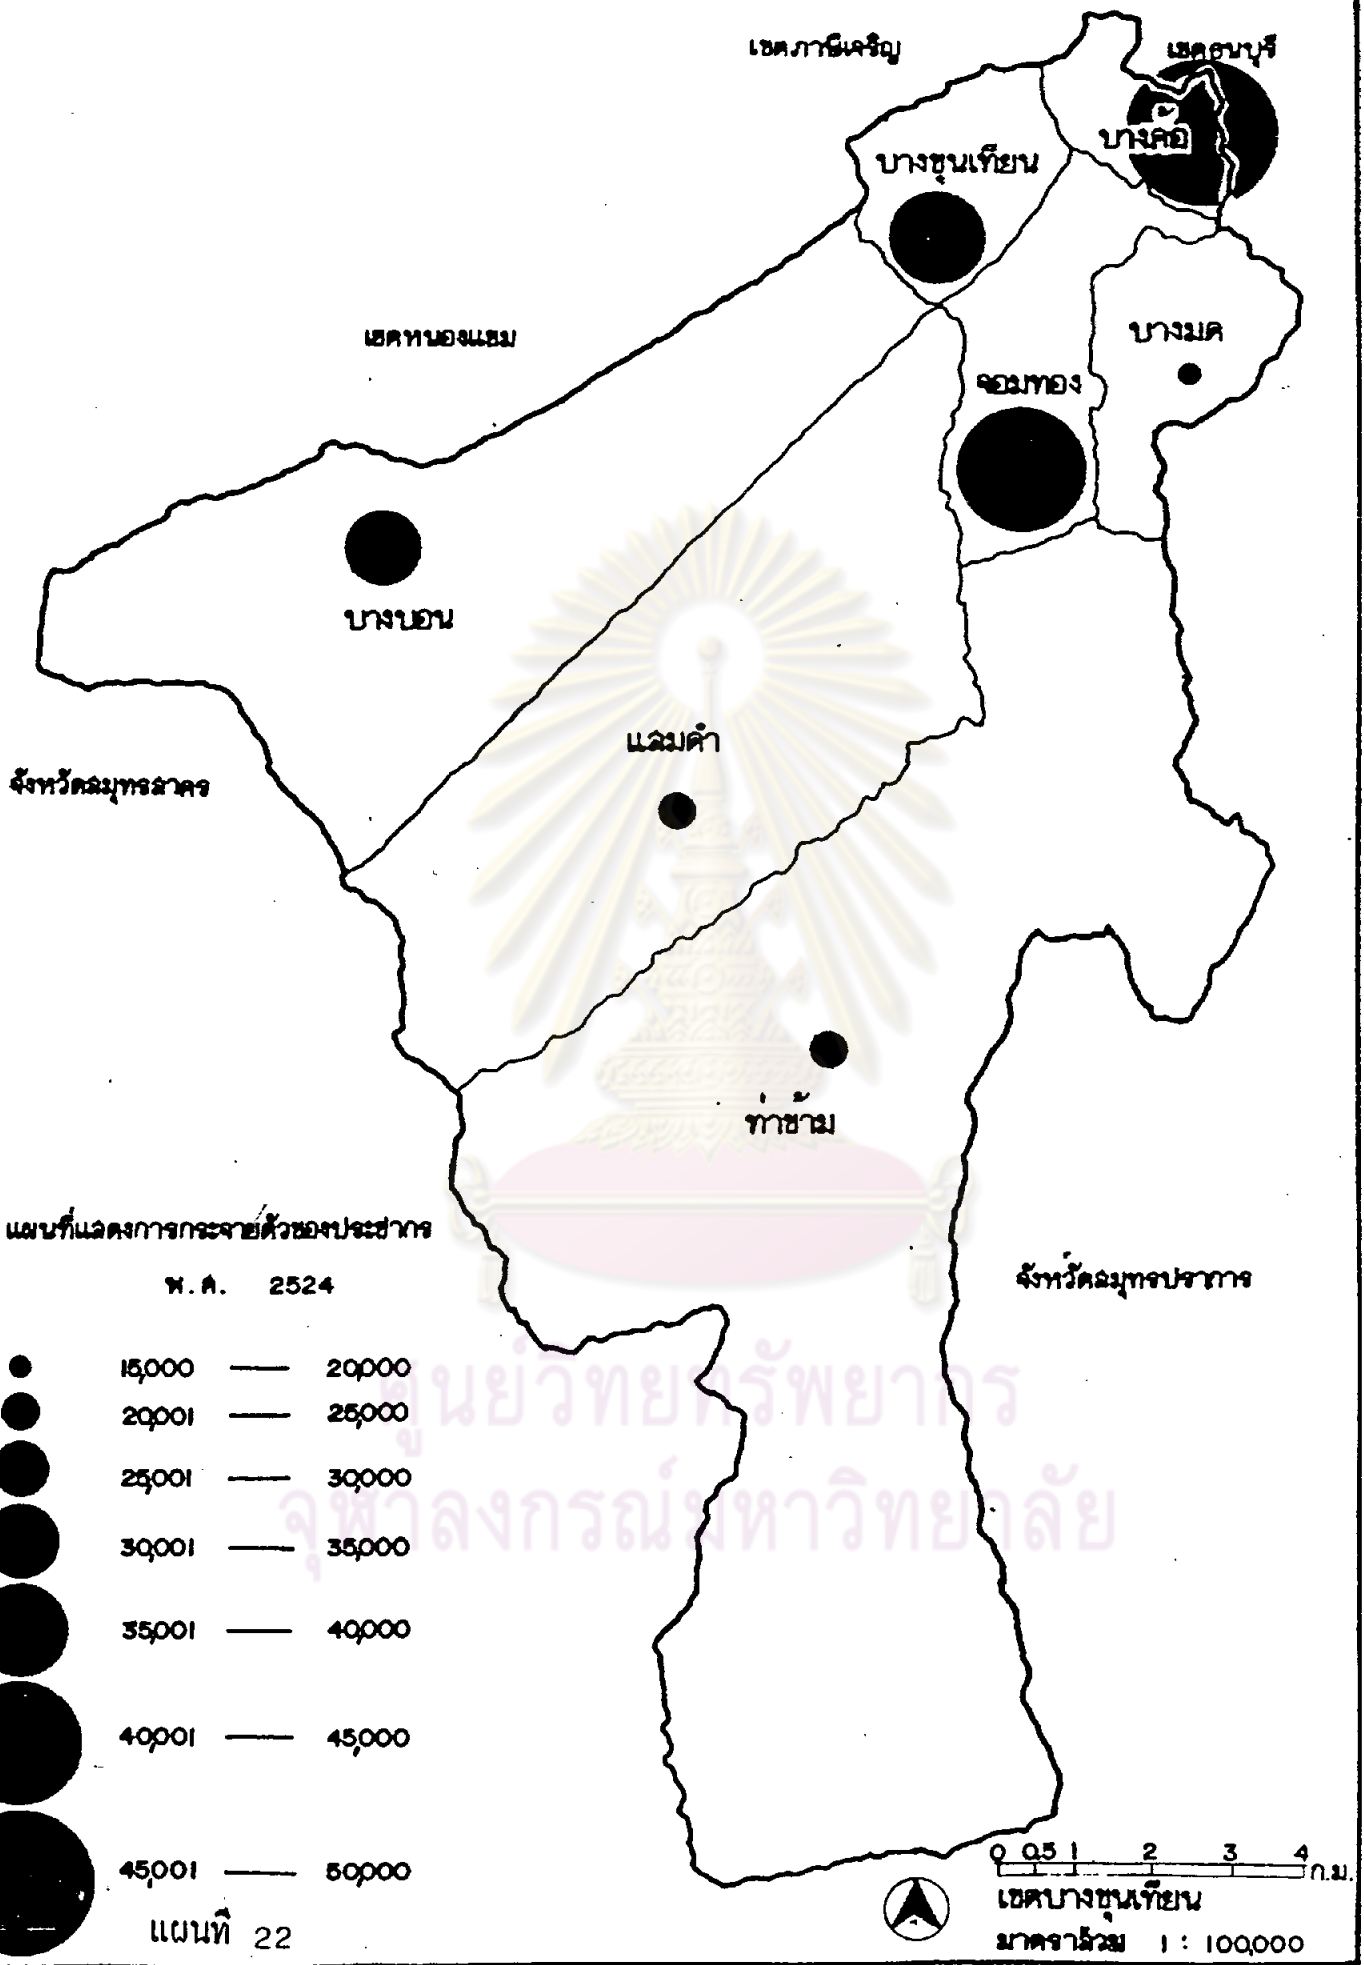 เขตภาษีเจริญ
เขตธนบุรี
บางค้อ
บางขุนเทียน
เขตหนองแขม
บางมด
จอมทอง
บางบอน
แสมดำ
จังหวัดสมุทรสาคร
ท่าข้าม
แผนที่แสดงการกระจายตัวของประชากร
พ.ศ. 2524
จังหวัดสมุทรปราการ
15,000 — 20,000
20,001 — 25,000
25,001 — 30,000
30,001 — 35,000
35,001 — 40,000
40,001 — 45,000
45,001 — 50,000
ศูนย์วิทยทรัพยากร
จุฬาลงกรณ์มหาวิทยาลัย
0 0.5 1 2 3 4 ก.ม.
เขตบางขุนเทียน
มาตราส่วน 1 : 100,000
แผนที่ 22